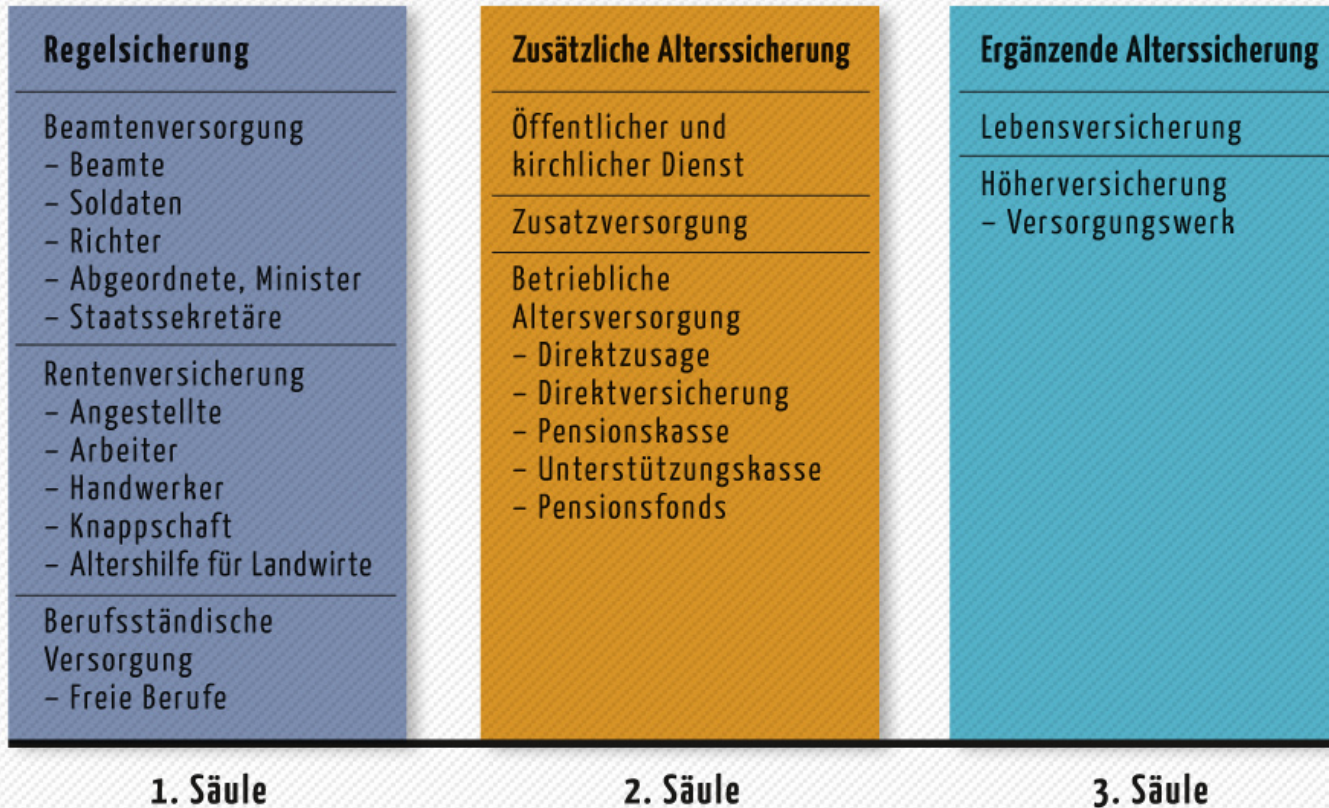 Regelsicherung
Beamtenversorgung
– Beamte
– Soldaten
– Richter
– Abgeordnete, Minister
– Staatssekretäre
Rentenversicherung
– Angestellte
– Arbeiter
– Handwerker
– Knappschaft
– Altershilfe für Landwirte
Berufsständische
Versorgung
– Freie Berufe
1. Säule
Zusätzliche Alterssicherung
Öffentlicher und
kirchlicher Dienst
Zusatzversorgung
Betriebliche
Altersversorgung
– Direktzusage
– Direktversicherung
– Pensionskasse
– Unterstützungskasse
– Pensionsfonds
2. Säule
Ergänzende Alterssicherung
Lebensversicherung
Höherversicherung
– Versorgungswerk
3. Säule